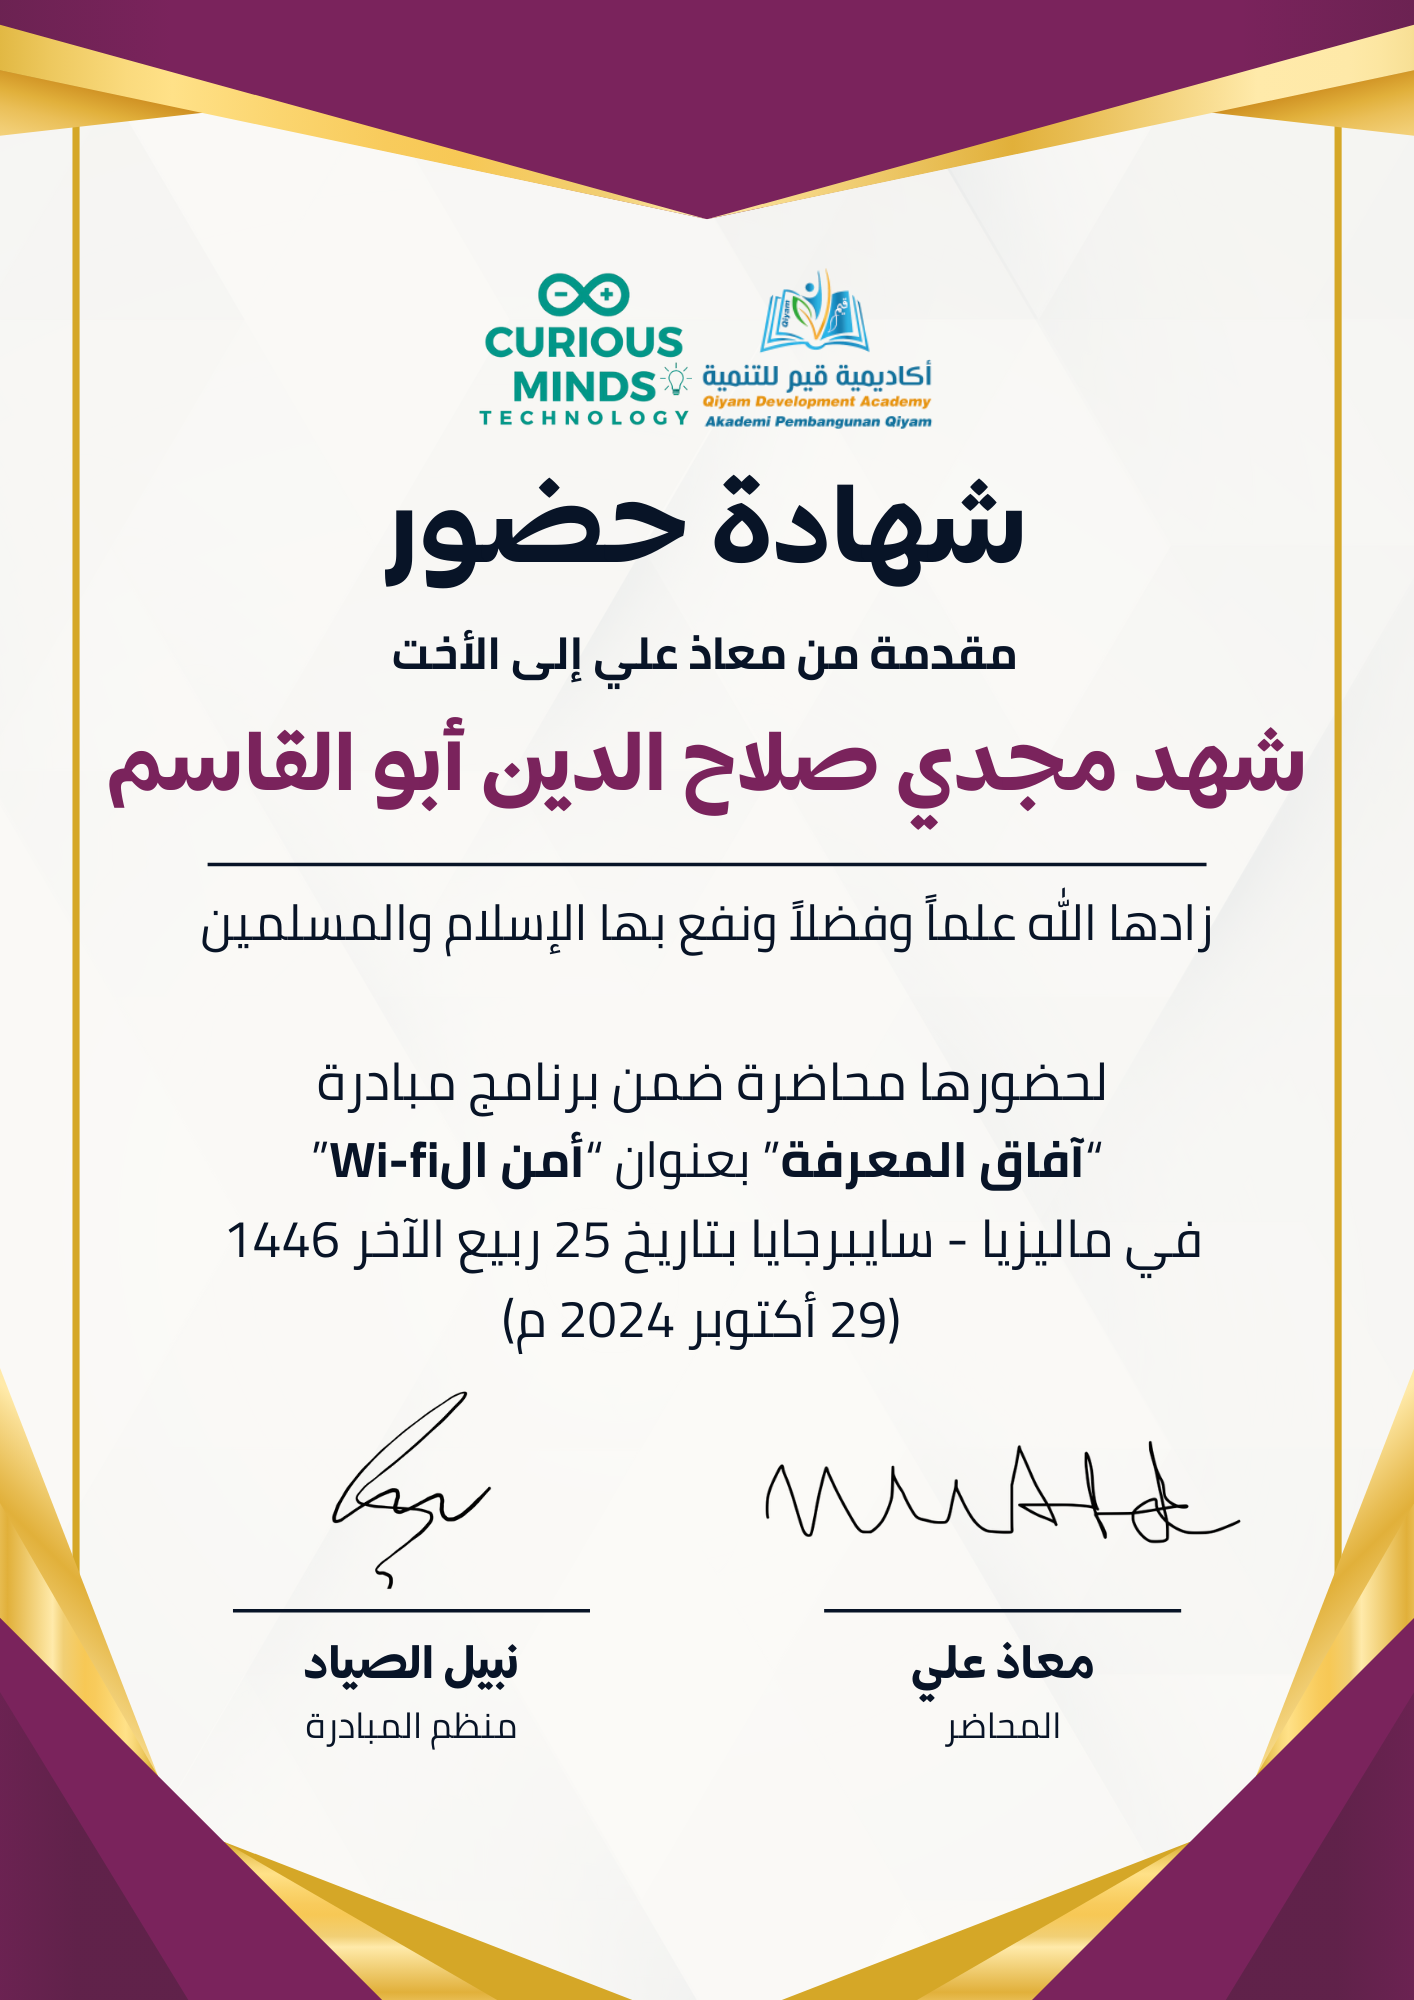 CURIOUS
MINDS
TECHNOLOGY
Qiyam
قيم
أكاديمية قيم للتنمية
Qiyam Development Academy
Akademi Pembangunan Qiyam
شهادة حضور
مقدمة من معاذ علي إلى الأخت
شهد مجدي صلاح الدين أبو القاسم
زادها الله علماً وفضلاً ونفع بها الإسلام والمسلمين
لحضورها محاضرة ضمن برنامج مبادرة
“آفاق المعرفة” بعنوان “أمن الWi-fi”
في ماليزيا - سايبرجايا بتاريخ 25 ربيع الآخر 1446
(29 أكتوبر 2024 م)
معاذ علي
المحاضر
نبيل الصياد
منظم المبادرة